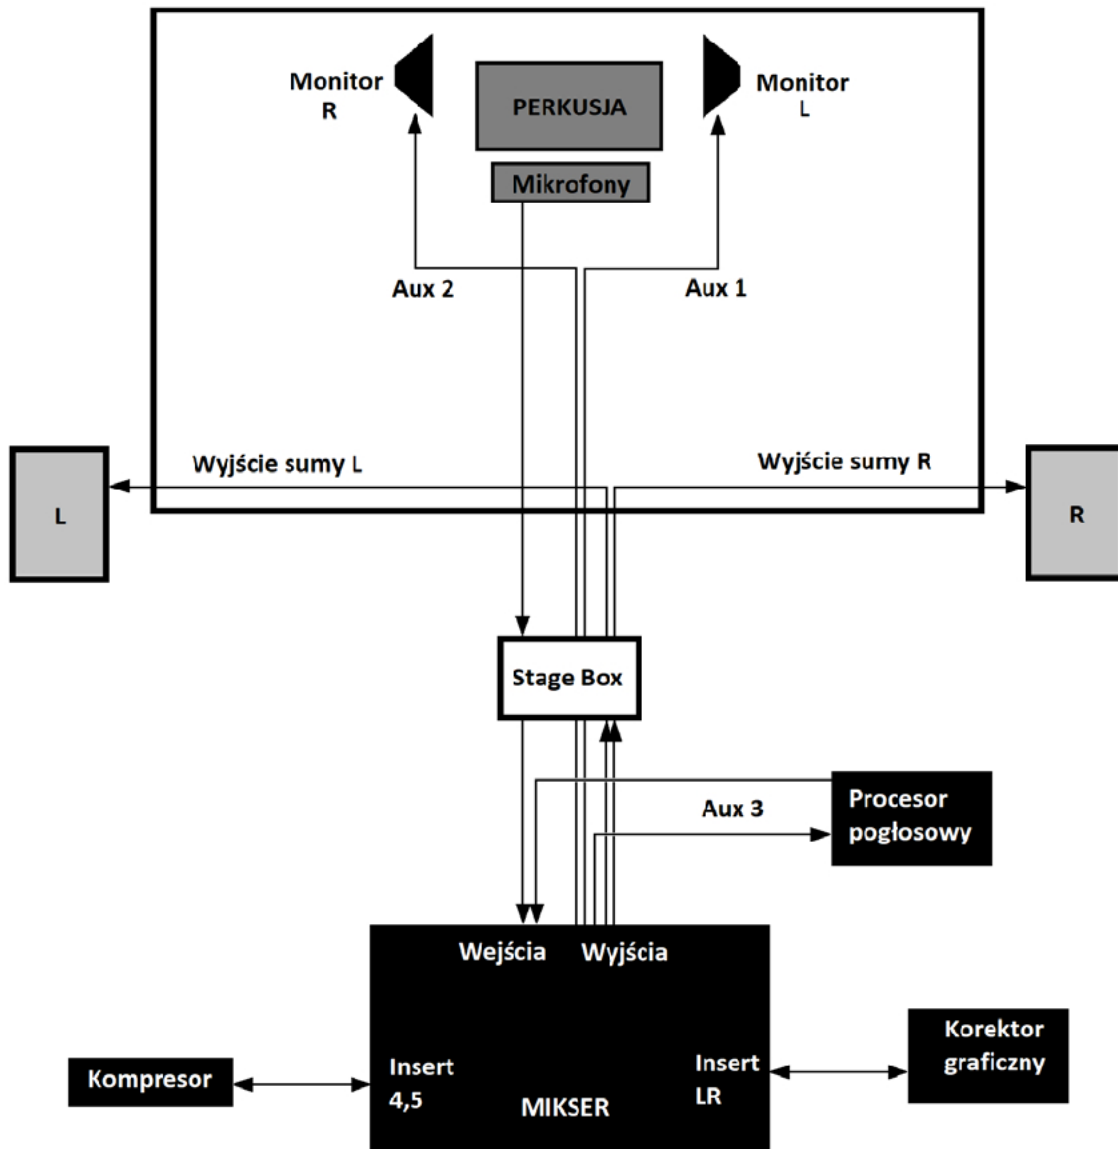 Monitor
R
PERKUSJA
Monitor
L
Mikrofony
Aux 2
Aux 1
Wyjście sumy L
Wyjście sumy R
L
R
Stage Box
Aux 3
Procesor
pogłosowy
Wejścia
Wyjścia
Kompresor
Insert
4,5
MIKSER
Insert
LR
Korektor
graficzny